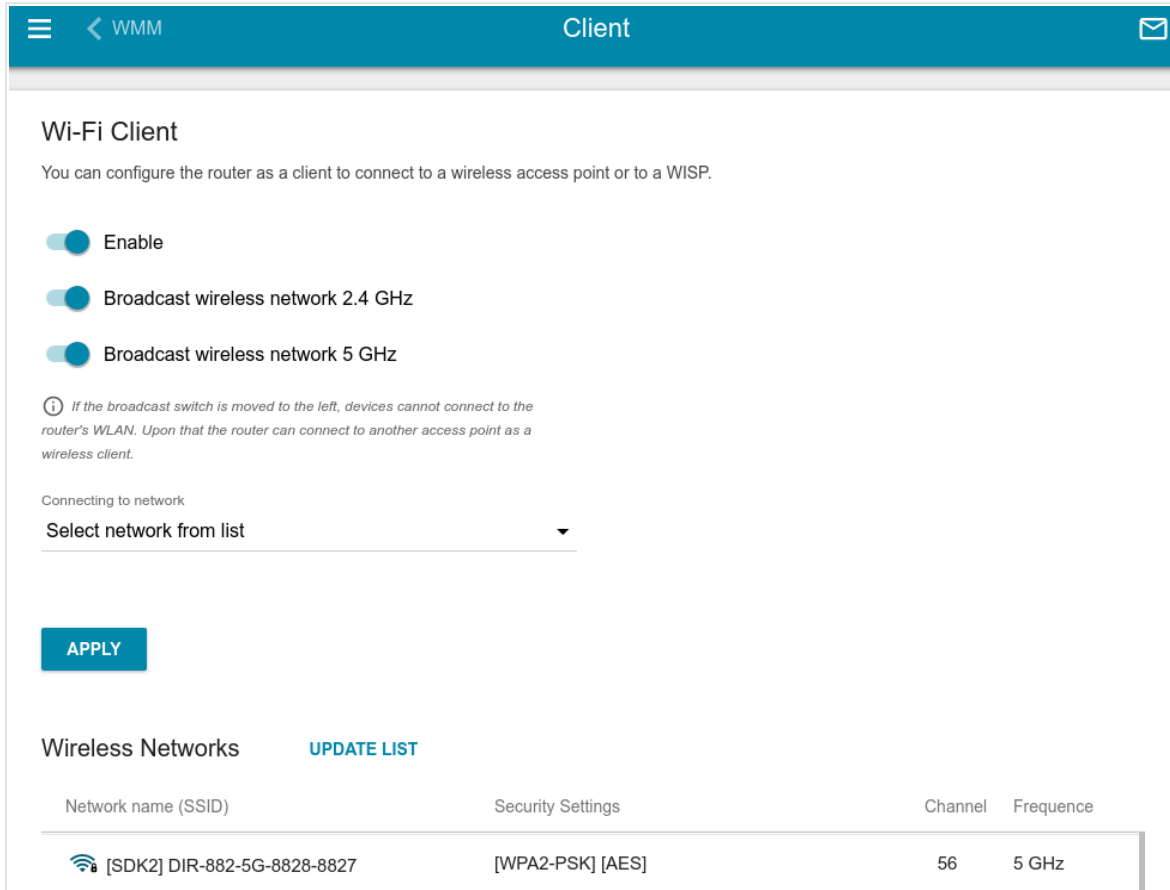 WMM
Client
Wi-Fi Client
You can configure the router as a client to connect to a wireless access point or to a WISP.
Enable
Broadcast wireless network 2.4 GHz
Broadcast wireless network 5 GHz
If the broadcast switch is moved to the left, devices cannot connect to the
router's WLAN. Upon that the router can connect to another access point as a
wireless client.
Connecting to network
Select network from list
APPLY
Wireless Networks UPDATE LIST
Network name (SSID) Security Settings Channel Frequence
[SDK2] DIR-882-5G-8828-8827 [WPA2-PSK] [AES] 56 5 GHz